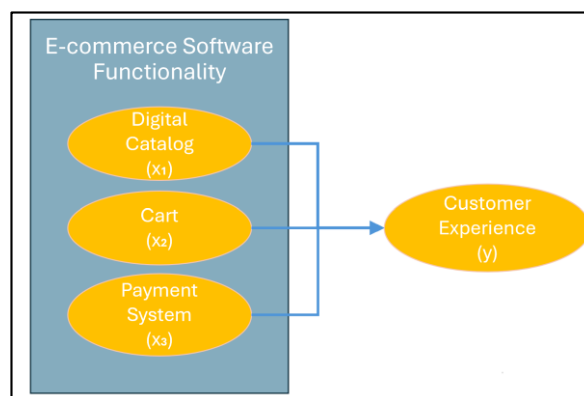 E-commerce Software
Functionality
Digital
Catalog
(x₁)
Cart
(x₂)
Payment
System
(x₃)
Customer
Experience
(y)